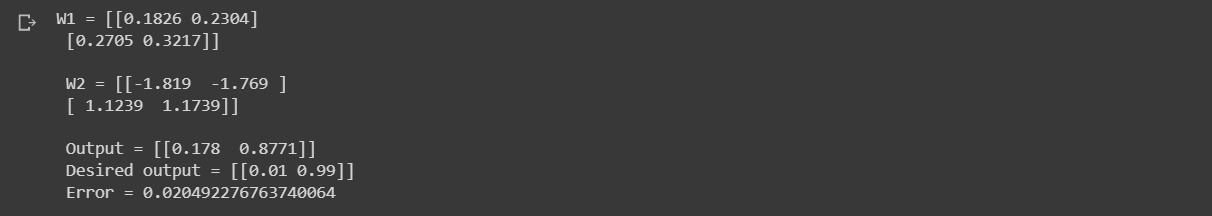 W1 = [[0.1826 0.2304]
[0.2705 0.3217]]
W2 = [[-1.819  -1.769 ]
[ 1.1239  1.1739]]
Output = [[0.178  0.8771]]
Desired output = [[0.01 0.99]]
Error = 0.020492276763740064